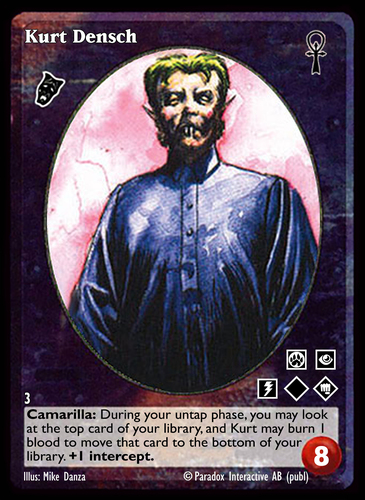 Kurt Densch
3
Camarilla: During your untap phase, you may look
at the top card of your library, and Kurt may burn 1
blood to move that card to the bottom of your
library. +1 intercept.
8
Illus: Mike Danza © Paradox Interactive AB (publ)